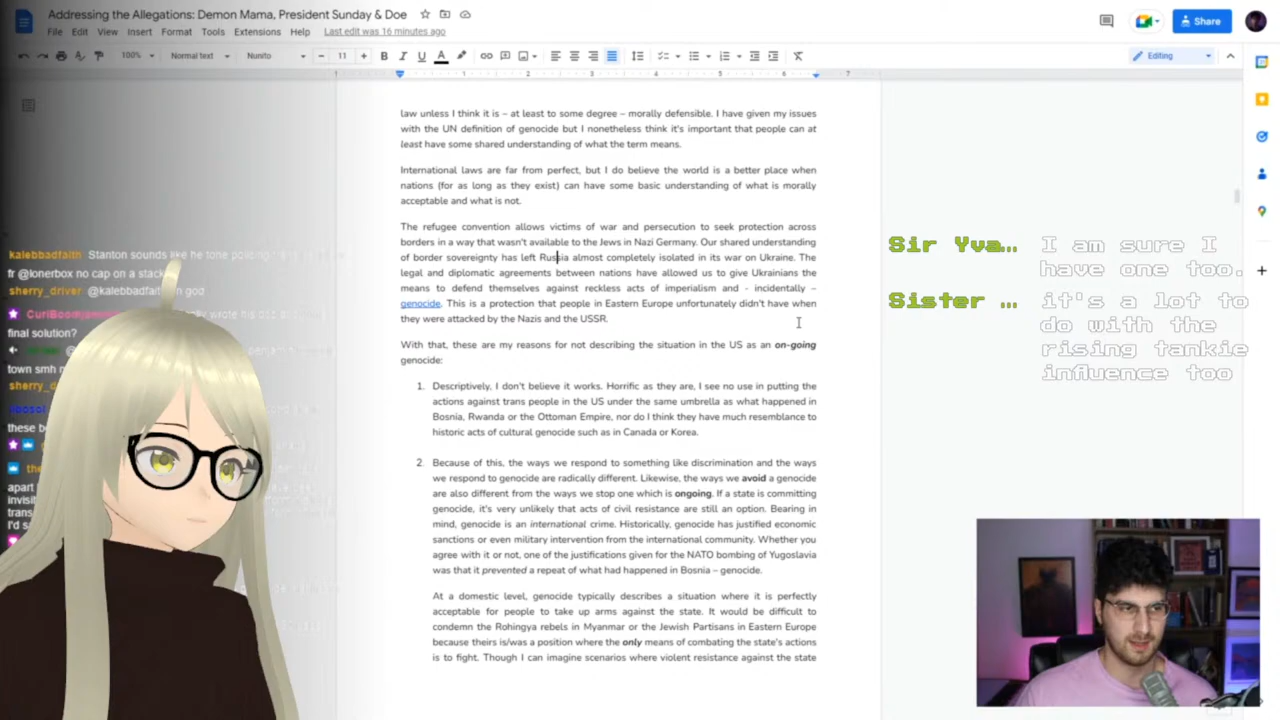 Addressing the Allegations: Demon Mama, President Sunday & Doe
File Edit View Insert Format Tools Extensions Help Last edit was 16 minutes ago
Share
100% Normal text Nunito 11 B I U A Editing
1 1 2 3 4 5 6 7
law unless I think it is – at least to some degree – morally defensible. I have given my issues
with the UN definition of genocide but I nonetheless think it's important that people can at
least have some shared understanding of what the term means.
International laws are far from perfect, but I do believe the world is a better place when
nations (for as long as they exist) can have some basic understanding of what is morally
acceptable and what is not.
The refugee convention allows victims of war and persecution to seek protection across
borders in a way that wasn't available to the Jews in Nazi Germany. Our shared understanding
of border sovereignty has left Russia almost completely isolated in its war on Ukraine. The
legal and diplomatic agreements between nations have allowed us to give Ukrainians the
means to defend themselves against reckless acts of imperialism and - incidentally –
genocide. This is a protection that people in Eastern Europe unfortunately didn't have when
they were attacked by the Nazis and the USSR.
With that, these are my reasons for not describing the situation in the US as an on-going
genocide:
1. Descriptively, I don't believe it works. Horrific as they are, I see no use in putting the
actions against trans people in the US under the same umbrella as what happened in
Bosnia, Rwanda or the Ottoman Empire, nor do I think they have much resemblance to
historic acts of cultural genocide such as in Canada or Korea.
2. Because of this, the ways we respond to something like discrimination and the ways
we respond to genocide are radically different. Likewise, the ways we avoid a genocide
are also different from the ways we stop one which is ongoing. If a state is committing
genocide, it's very unlikely that acts of civil resistance are still an option. Bearing in
mind, genocide is an international crime. Historically, genocide has justified economic
sanctions or even military intervention from the international community. Whether you
agree with it or not, one of the justifications given for the NATO bombing of Yugoslavia
was that it prevented a repeat of what had happened in Bosnia – genocide.
At a domestic level, genocide typically describes a situation where it is perfectly
acceptable for people to take up arms against the state. It would be difficult to
condemn the Rohingya rebels in Myanmar or the Jewish Partisans in Eastern Europe
because theirs is/was a position where the only means of combating the state's actions
is to fight. Though I can imagine scenarios where violent resistance against the state
kalebbadfaith Stanton sounds like he tone policing
fr @lonerbox no cap on a stack
sherry_driver @kalebbadfaith god
final solution?
town smh
these
apart
trans
I'd
Sir Yva… I am sure I
have one too.
Sister … it's a lot to
do with the
rising tankie
influence too